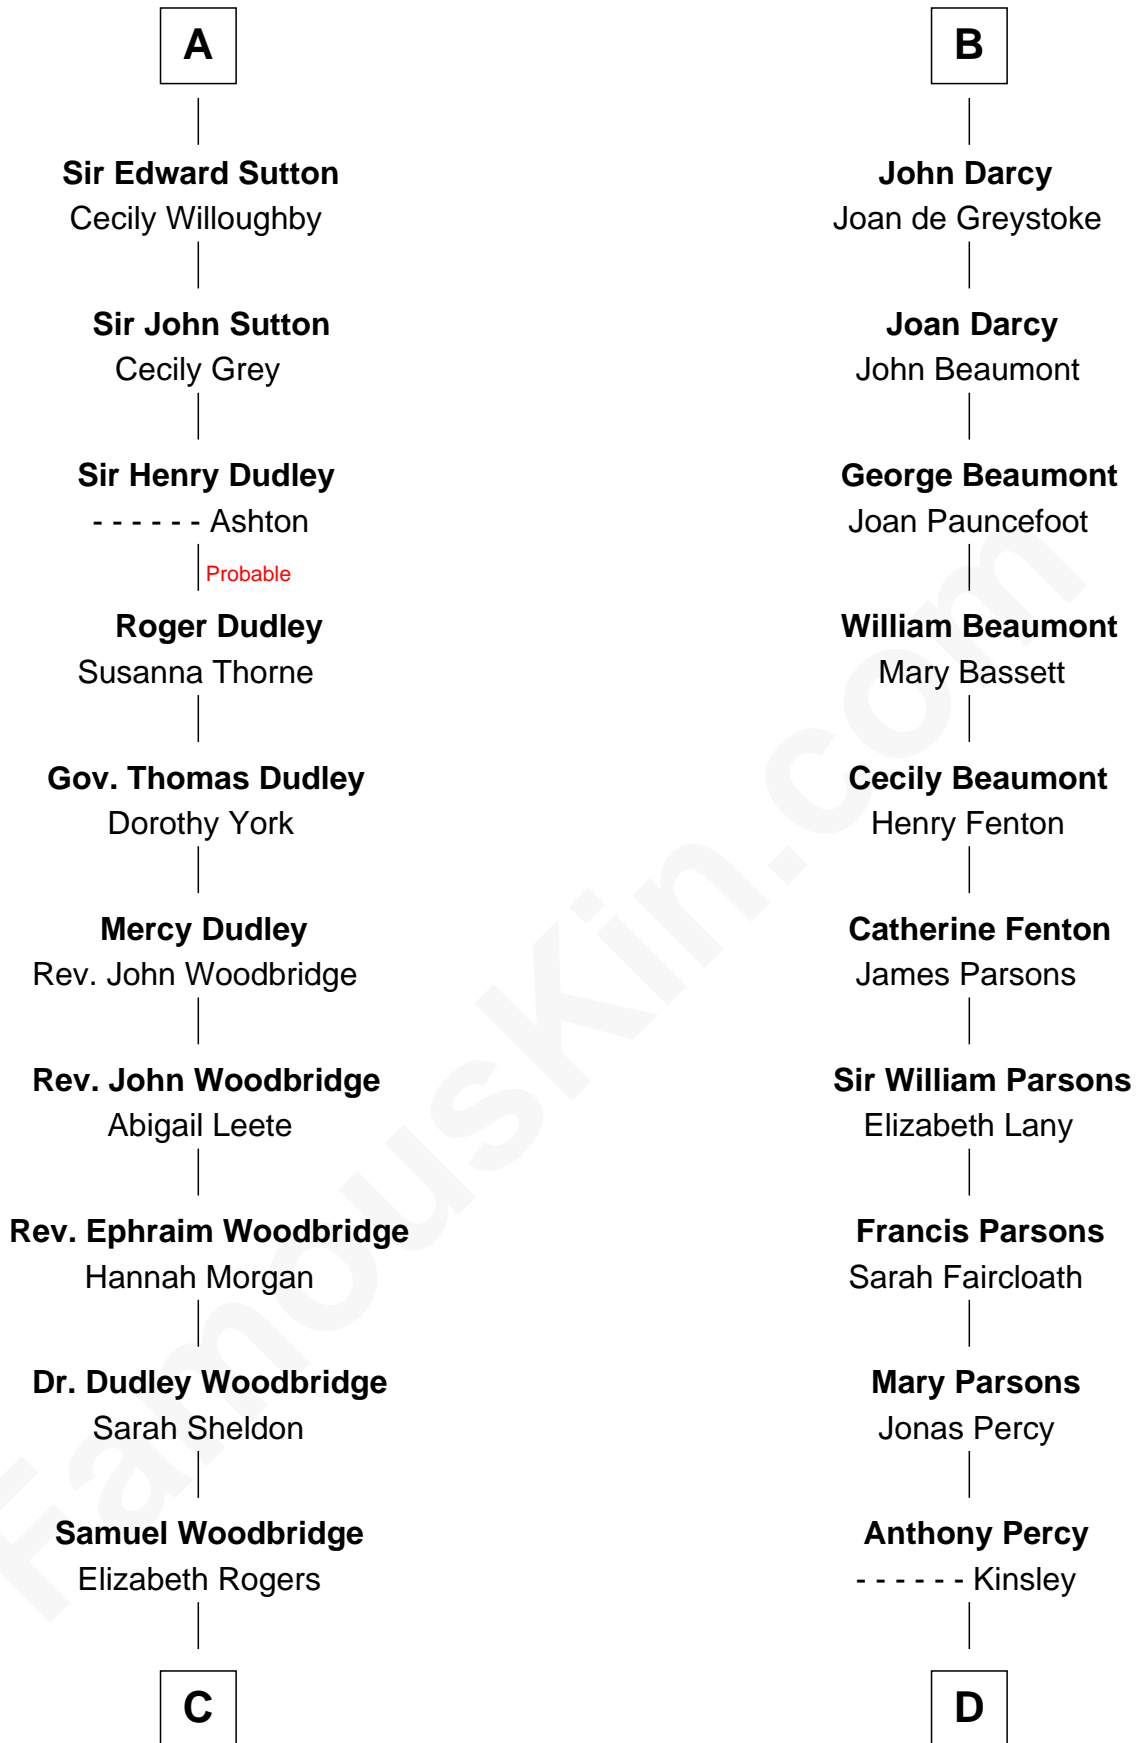 A
Sir Edward Sutton
Cecily Willoughby
Sir John Sutton
Cecily Grey
Sir Henry Dudley
- - - - - - Ashton
Probable
Roger Dudley
Susanna Thorne
Gov. Thomas Dudley
Dorothy York
Mercy Dudley
Rev. John Woodbridge
Rev. John Woodbridge
Abigail Leete
Rev. Ephraim Woodbridge
Hannah Morgan
Dr. Dudley Woodbridge
Sarah Sheldon
Samuel Woodbridge
Elizabeth Rogers
C
B
John Darcy
Joan de Greystoke
Joan Darcy
John Beaumont
George Beaumont
Joan Pauncefoot
William Beaumont
Mary Bassett
Cecily Beaumont
Henry Fenton
Catherine Fenton
James Parsons
Sir William Parsons
Elizabeth Lany
Francis Parsons
Sarah Faircloath
Mary Parsons
Jonas Percy
Anthony Percy
- - - - - - Kinsley
D
FamousKin.com